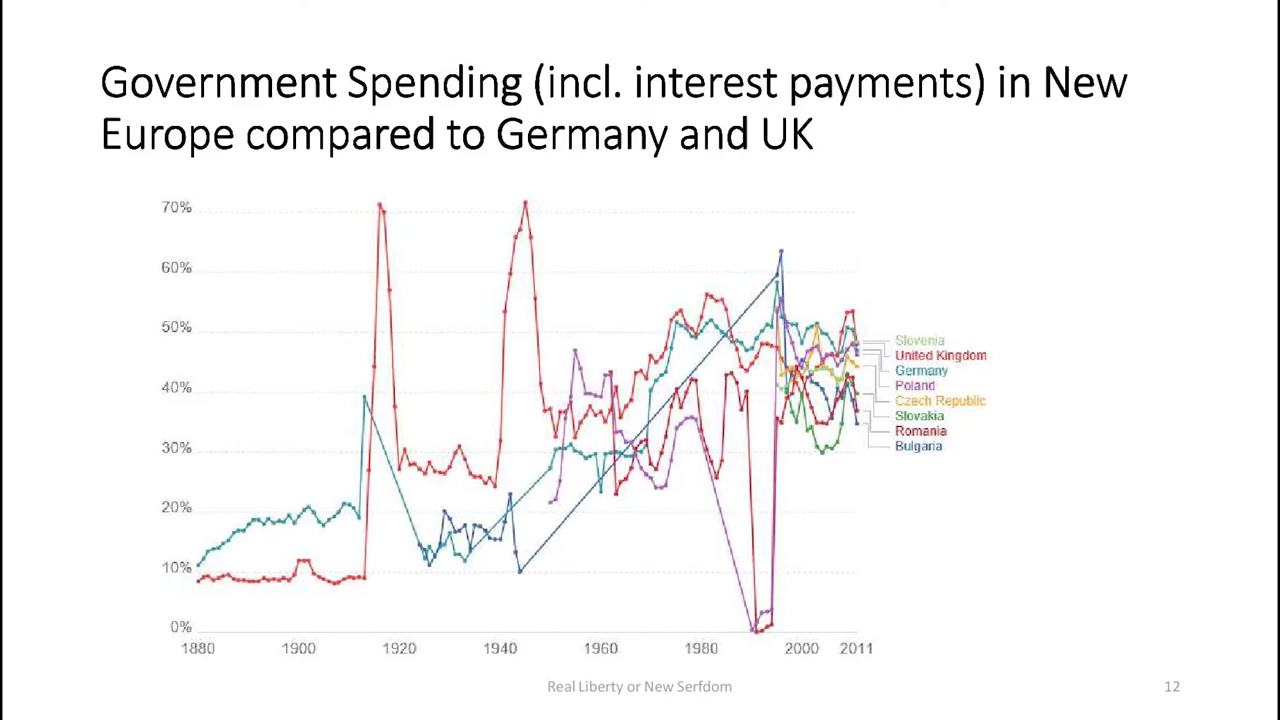 Government Spending (incl. interest payments) in New
Europe compared to Germany and UK
70%
60%
50%
40%
30%
20%
10%
0%
1880 1900 1920 1940 1960 1980 2000 2011
Slovenia
United Kingdom
Germany
Poland
Czech Republic
Slovakia
Romania
Bulgaria
Real Liberty or New Serfdom 12